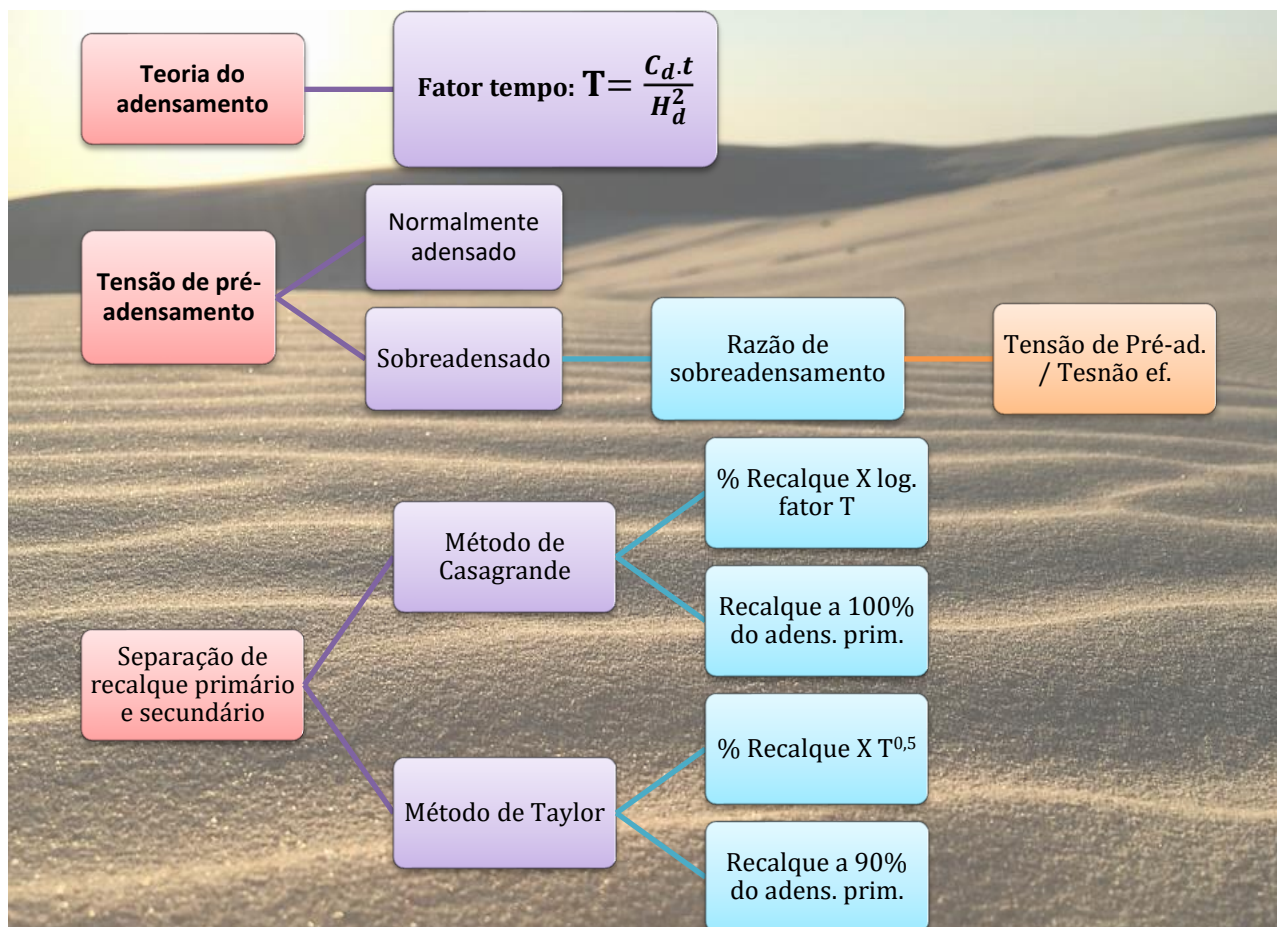 Teoria do
adensamento
Fator tempo: T= C_d.t / H_d^2
Tensão de pré-
adensamento
Normalmente
adensado
Sobreadensado
Razão de
sobreadensamento
Tensão de Pré-ad.
/ Tesnão ef.
Separação de
recalque primário
e secundário
Método de
Casagrande
% Recalque X log.
fator T
Recalque a 100%
do adens. prim.
Método de Taylor
% Recalque X T^0,5
Recalque a 90%
do adens. prim.